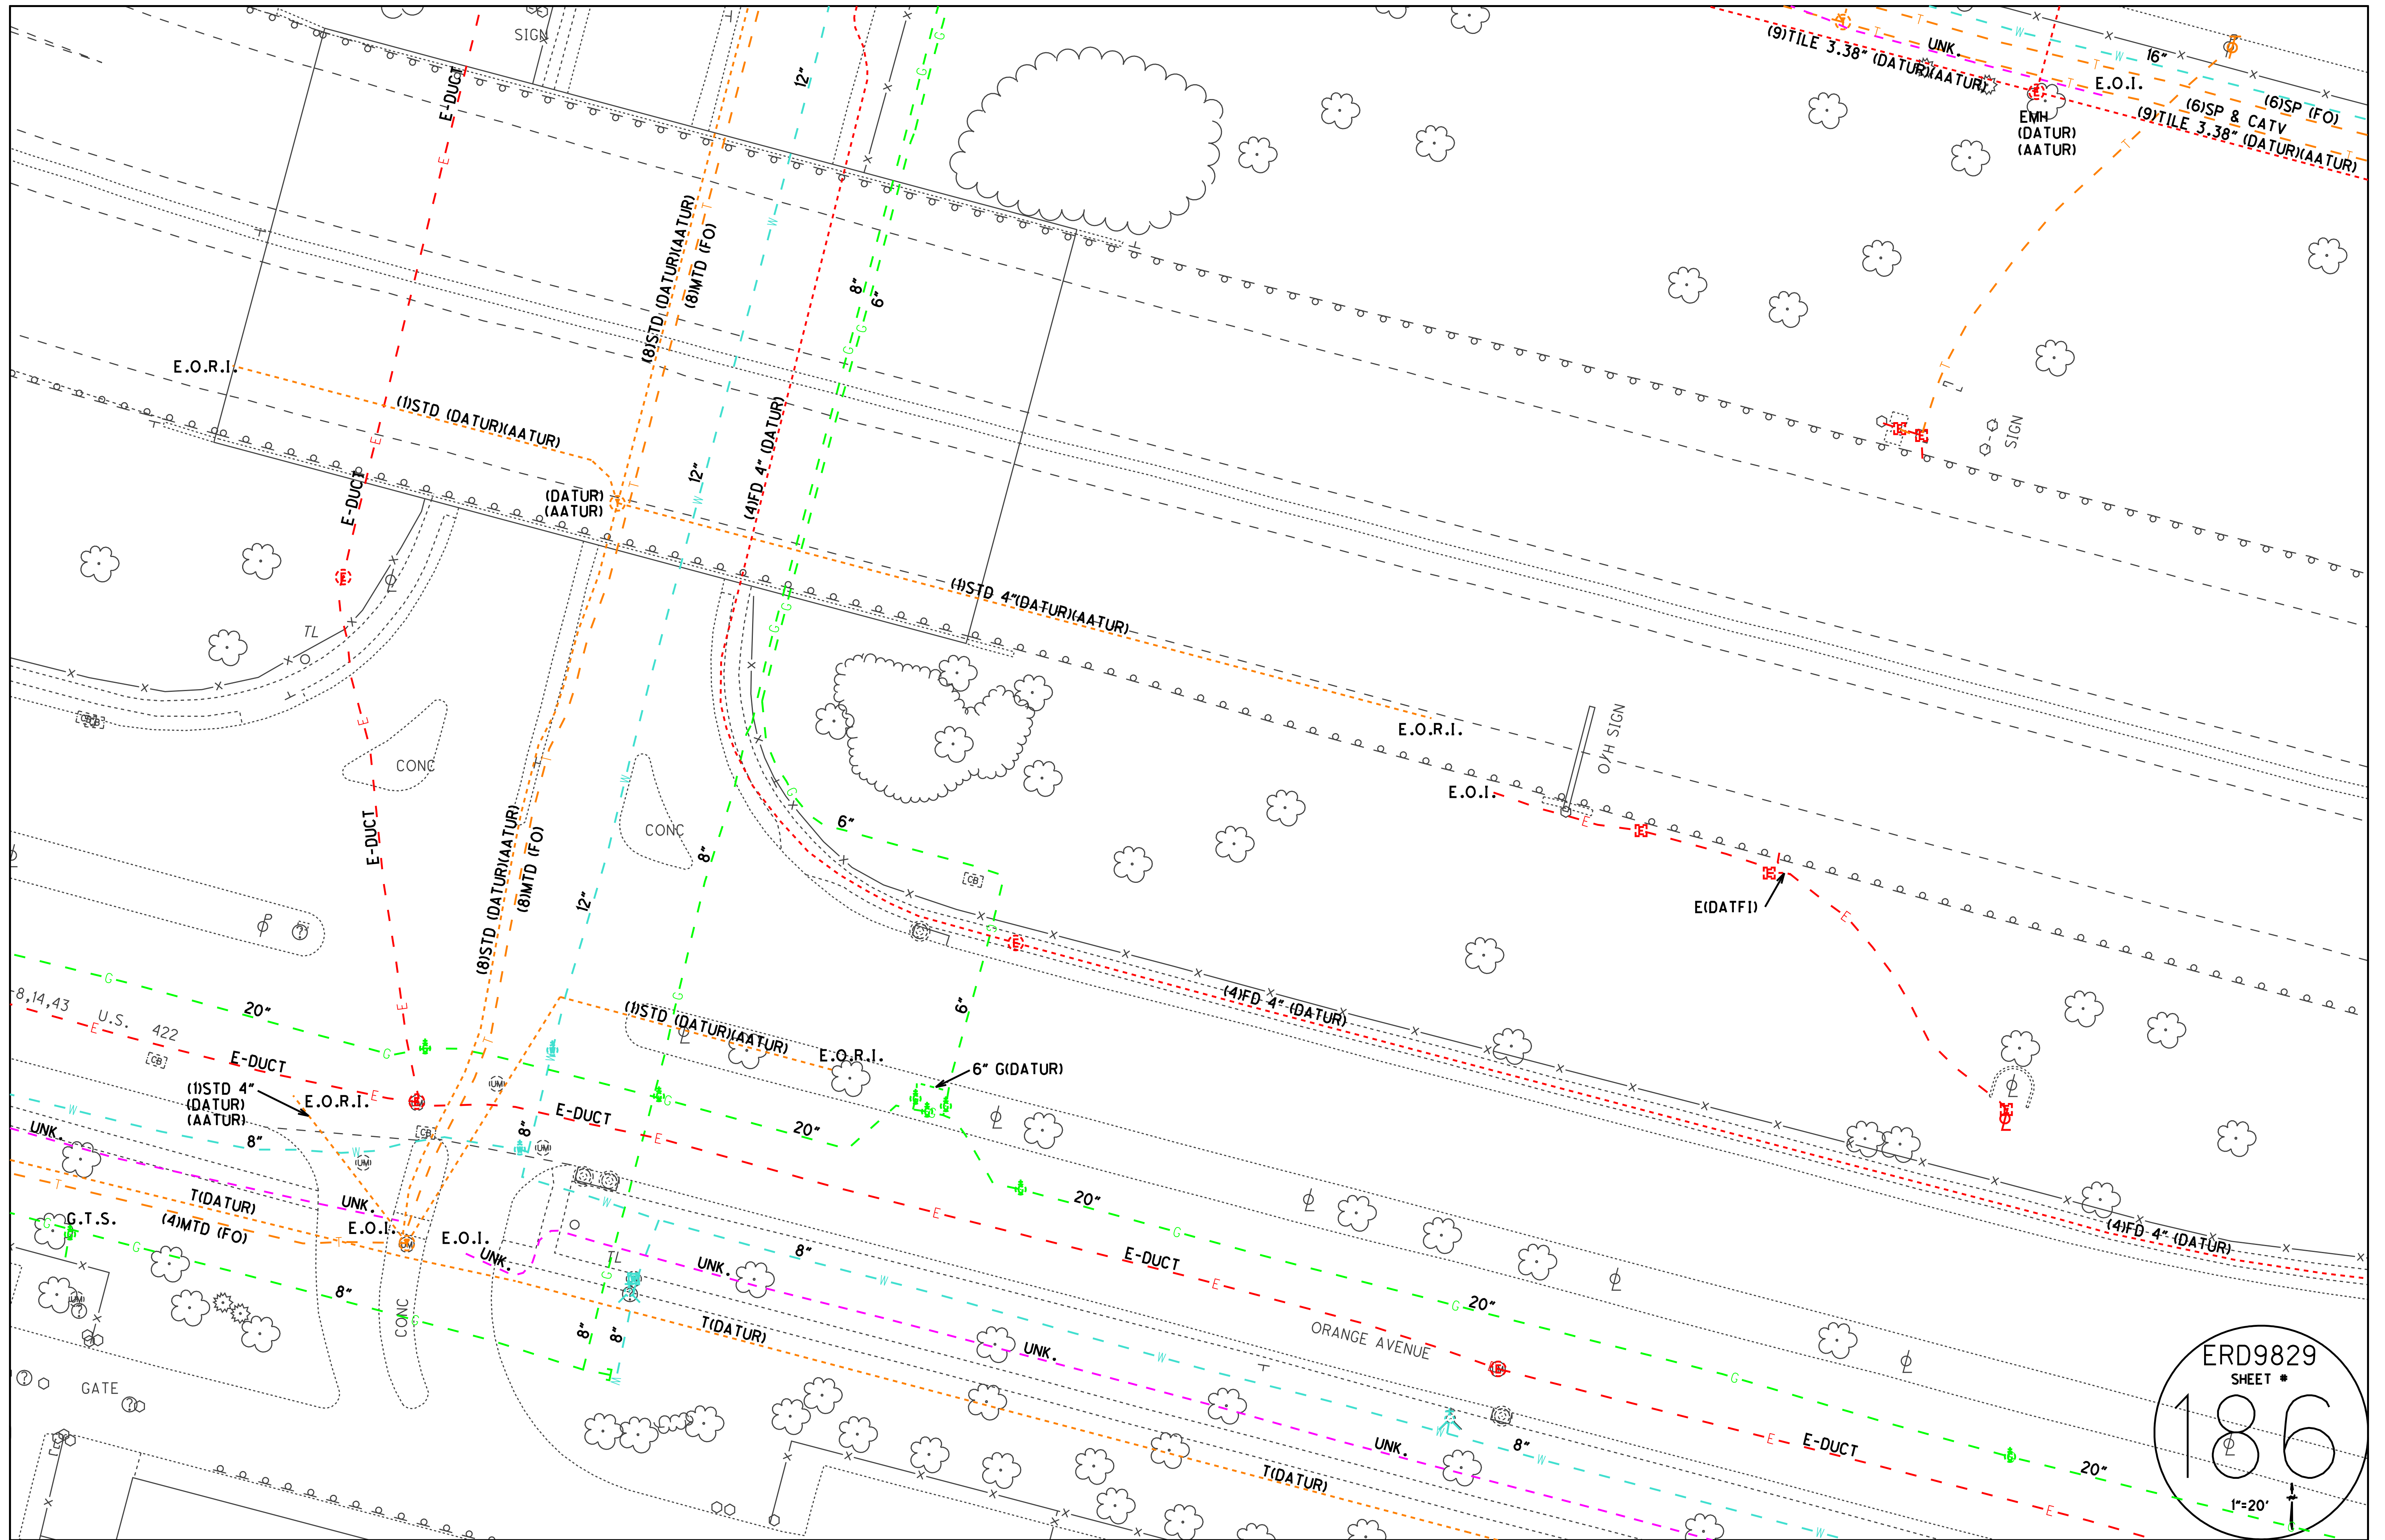 SIGN
E-DUCT
12"
G
G
(9)TILE 3.38" (DATUR)(AATUR)
UNK.
16"
E.O.I.
(6)SP (FO)
(6)SP & CATV
(9)TILE 3.38" (DATUR)(AATUR)
EMH
(DATUR)
(AATUR)
(8)STD (DATUR)(AATUR)
(8)MTD (FO)
8"
6"
E.O.R.I.
(1)STD (DATUR)(AATUR)
(4)FD 4" (DATUR)
12"
E-DUCT
(DATUR)
(AATUR)
SIGN
(1)STD 4"(DATUR)(AATUR)
TL
E.O.R.I.
O/H SIGN
E.O.I.
CONC
CONC
E-DUCT
6"
8"
CB
E(DATFI)
(8)STD (DATUR)(AATUR)
(8)MTD (FO)
12"
8,14,43
U.S. 422
20"
CB
E-DUCT
(1)STD (DATUR)(AATUR)
E.O.R.I.
6"
(4)FD 4" (DATUR)
6" G(DATUR)
(1)STD 4"
(DATUR)
(AATUR)
E.O.R.I.
UM
CB
UM
UM
8"
8"
E-DUCT
20"
UNK.
T(DATUR)
(4)MTD (FO)
G.T.S.
UNK.
E.O.I.
E.O.I.
UNK.
TL
UNK.
8"
20"
E-DUCT
(4)FD 4" (DATUR)
8"
CONC
8"
8"
T(DATUR)
UNK.
ORANGE AVENUE
20"
GATE
UNK.
8"
E-DUCT
20"
T(DATUR)
ERD9829
SHEET #
186
1"=20'